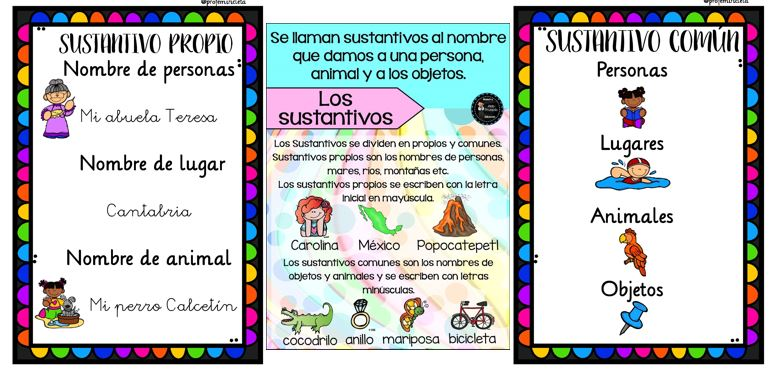 @profemisicleta
SUSTANTIVO PROPIO
Nombre de personas
Mi abuela Teresa
Nombre de lugar
Cantabria
Nombre de animal
Mi perro Calcetín
Se llaman sustantivos al nombre
que damos a una persona,
animal y a los objetos.
Los
sustantivos
Los Sustantivos se dividen en propios y comunes.
Sustantivos propios son los nombres de personas,
mares, ríos, montañas etc.
Los sustantivos propios se escriben con la letra
inicial en mayúscula.
Carolina México Popocatepetl
Los sustantivos comunes son los nombres de
objetos y animales y se escriben con letras
minúsculas.
cocodrilo anillo mariposa bicicleta
SUSTANTIVO COMÚN
Personas
Lugares
Animales
Objetos